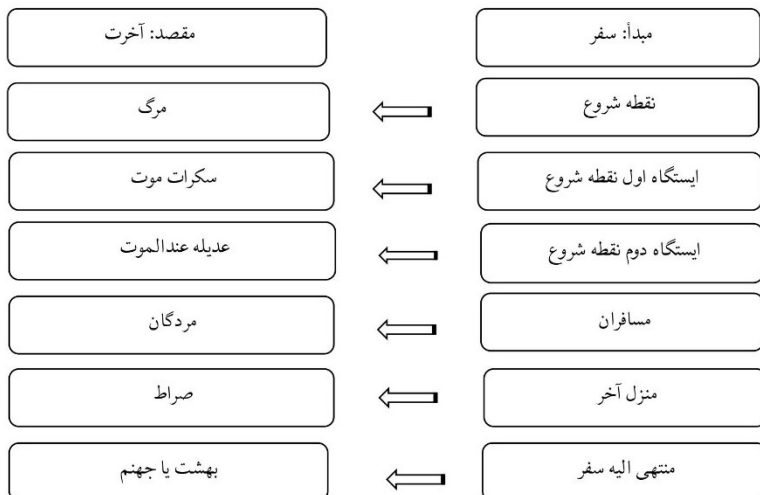 مبدأ: سفر
مقصد: آخرت
نقطه شروع
مرگ
ایستگاه اول نقطه شروع
سکرات موت
ایستگاه دوم نقطه شروع
عدیله عندالموت
مسافران
مردگان
منزل آخر
صراط
منتهی الیه سفر
بهشت یا جهنم